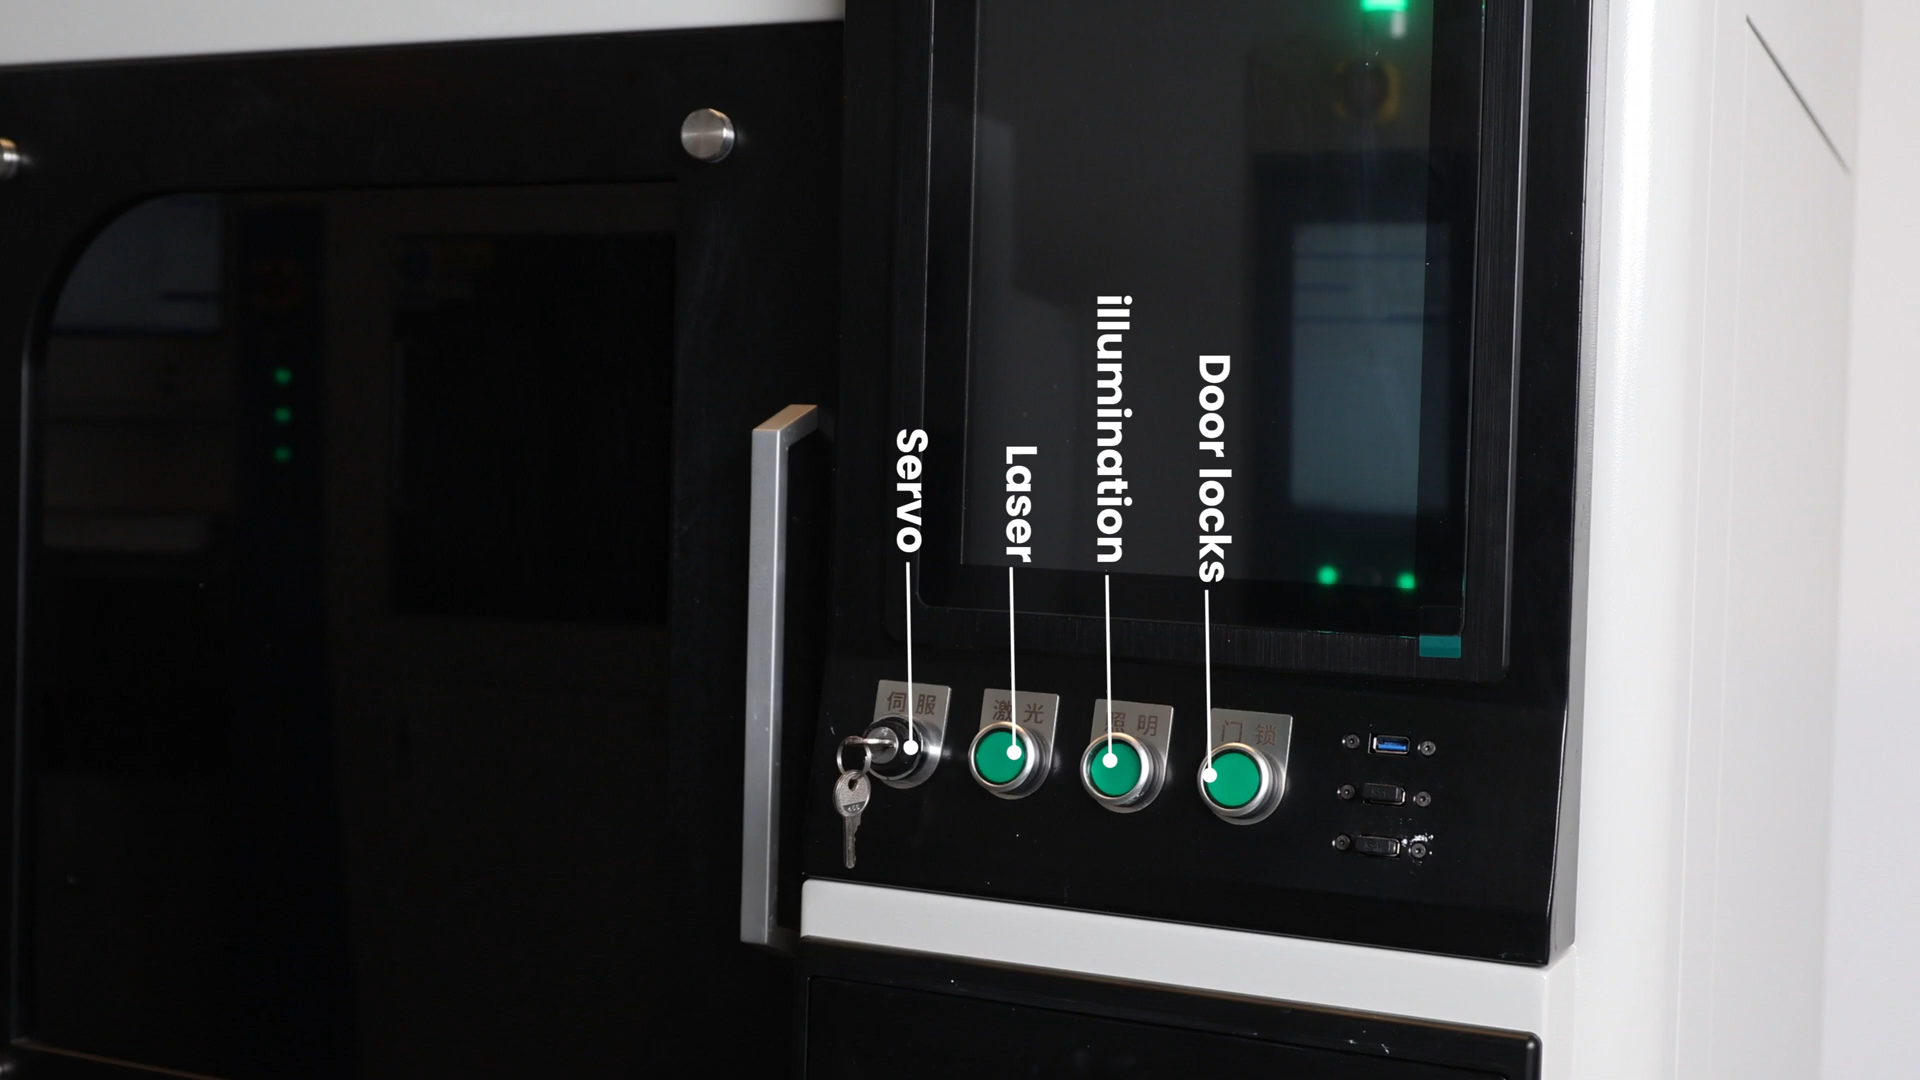 Servo
Laser
illumination
Door locks
伺服
激光
照明
门锁